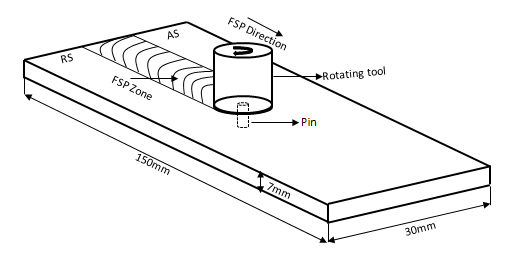 FSP Direction
AS
RS
FSP Zone
Rotating tool
Pin
150mm
7mm
30mm